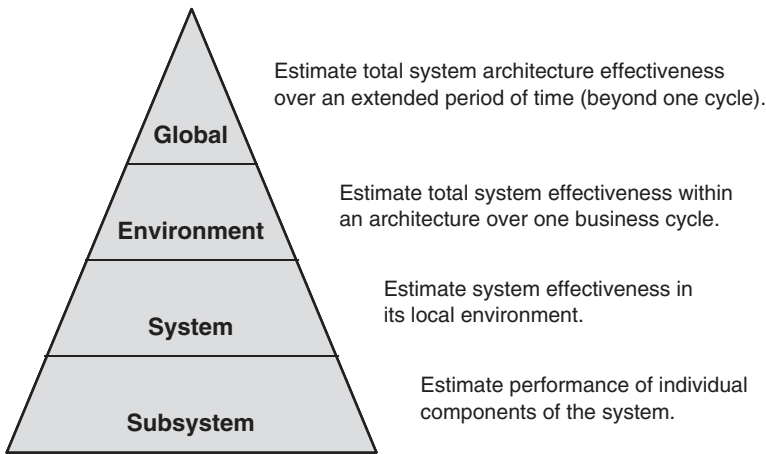 Estimate total system architecture effectiveness
over an extended period of time (beyond one cycle).
Global
Estimate total system effectiveness within
an architecture over one business cycle.
Environment
Estimate system effectiveness in
its local environment.
System
Estimate performance of individual
components of the system.
Subsystem